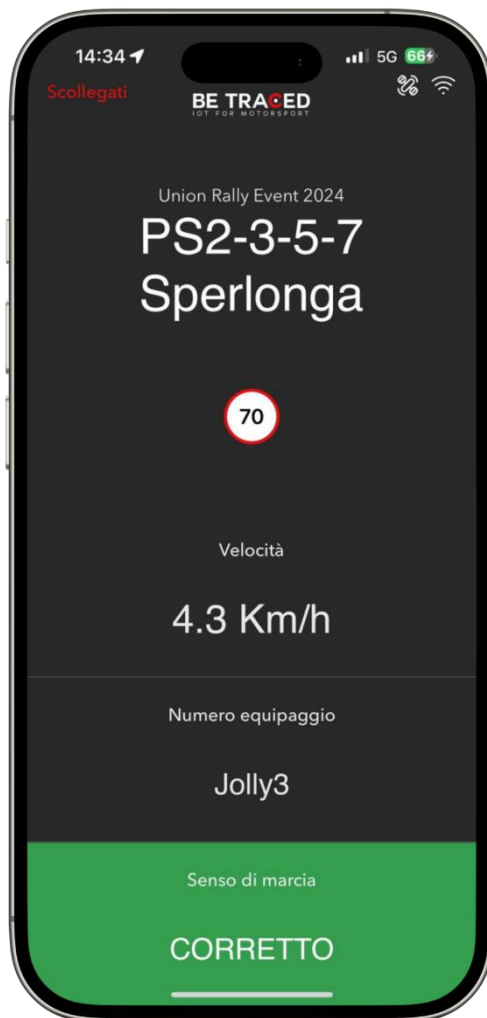 14:34
5G 66
Scollegati
BE TRACED
IOT FOR MOTORSPORT
Union Rally Event 2024
PS2-3-5-7
Sperlonga
70
Velocità
4.3 Km/h
Numero equipaggio
Jolly3
Senso di marcia
CORRETTO